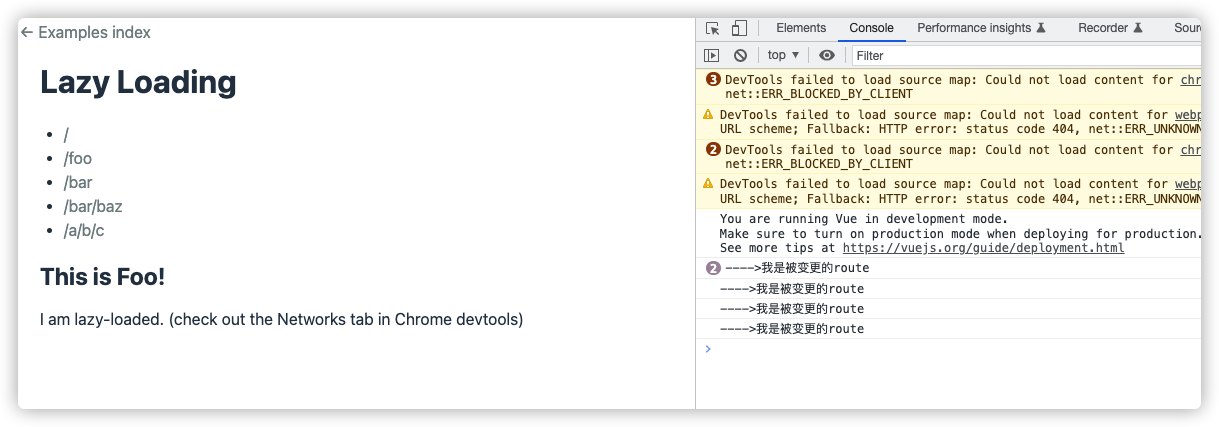 ← Examples index
Lazy Loading
• /
• /foo
• /bar
• /bar/baz
• /a/b/c
This is Foo!
I am lazy-loaded. (check out the Networks tab in Chrome devtools)
Elements Console Performance insights Recorder Sour
top ▼ Filter
3 DevTools failed to load source map: Could not load content for chr
net::ERR_BLOCKED_BY_CLIENT
DevTools failed to load source map: Could not load content for webp
URL scheme; Fallback: HTTP error: status code 404, net::ERR_UNKNOWN
2 DevTools failed to load source map: Could not load content for chr
net::ERR_BLOCKED_BY_CLIENT
DevTools failed to load source map: Could not load content for webp
URL scheme; Fallback: HTTP error: status code 404, net::ERR_UNKNOWN
You are running Vue in development mode.
Make sure to turn on production mode when deploying for production.
See more tips at https://vuejs.org/guide/deployment.html
2 ---->我是被变更的route
---->我是被变更的route
---->我是被变更的route
---->我是被变更的route
>